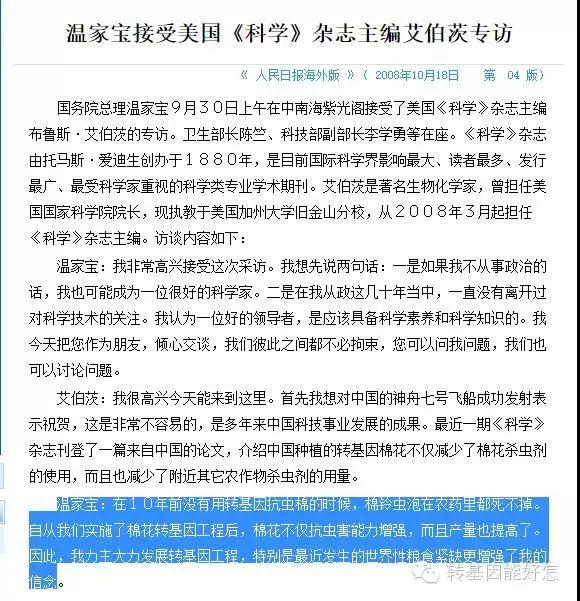 温家宝接受美国《科学》杂志主编艾伯茨专访
《 人民日报海外版 》（ 2008年10月18日　　第　04 版）
国务院总理温家宝９月３０日上午在中南海紫光阁接受了美国《科学》杂志主编
布鲁斯·艾伯茨的专访。卫生部长陈竺、科技部副部长李学勇等在座。《科学》杂志
由托马斯·爱迪生创办于１８８０年，是目前国际科学界影响最大、读者最多、发行
最广、最受科学家重视的科学类专业学术期刊。艾伯茨是著名生物化学家，曾担任美
国国家科学院院长，现执教于美国加州大学旧金山分校，从２００８年３月起担任
《科学》杂志主编。访谈内容如下：
温家宝：我非常高兴接受这次采访。我想先说两句话：一是如果我不从事政治的
话，我也可能成为一位很好的科学家。二是在我从政这几十年当中，一直没有离开过
对科学技术的关注。我认为一位好的领导者，是应该具备科学素养和科学知识的。我
今天把您作为朋友，倾心交谈，我们彼此之间都不必拘束，您可以问我问题，我们也
可以讨论问题。
艾伯茨：我很高兴今天能来到这里。首先我想对中国的神舟七号飞船成功发射表
示祝贺，这是非常不容易的，是多年来中国科技事业发展的成果。最近一期《科学》
杂志刊登了一篇来自中国的论文，介绍中国种植的转基因棉花不仅减少了棉花杀虫剂
的使用，而且也减少了附近其它农作物杀虫剂的用量。
温家宝：在１０年前没有用转基因抗虫棉的时候，棉铃虫泡在农药里都死不掉。
自从我们实施了棉花转基因工程后，棉花不仅抗虫害能力增强，而且产量也提高了。
因此，我力主大力发展转基因工程，特别是最近发生的世界性粮食紧缺更增强了我的
信念。
转基因能好怎